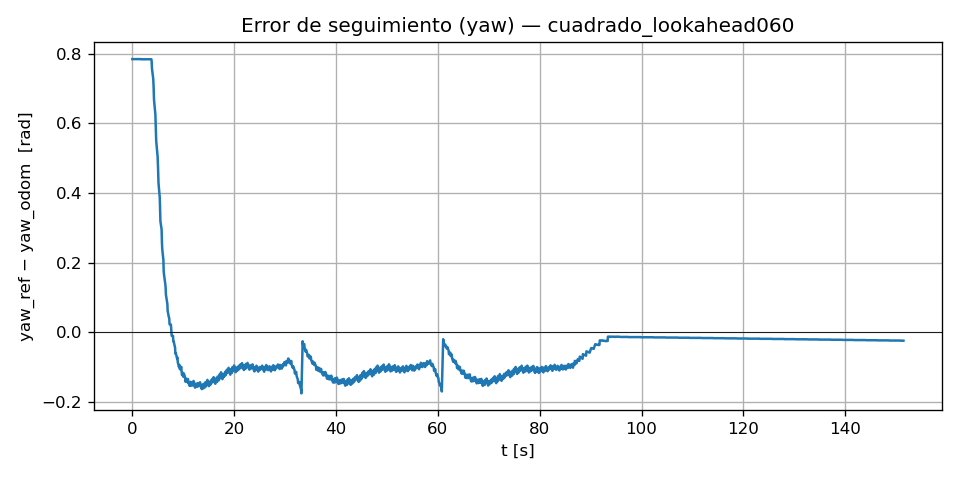 Error de seguimiento (yaw) — cuadrado_lookahead060
yaw_ref − yaw_odom [rad]
0.8
0.6
0.4
0.2
0.0
−0.2
0 20 40 60 80 100 120 140
t [s]